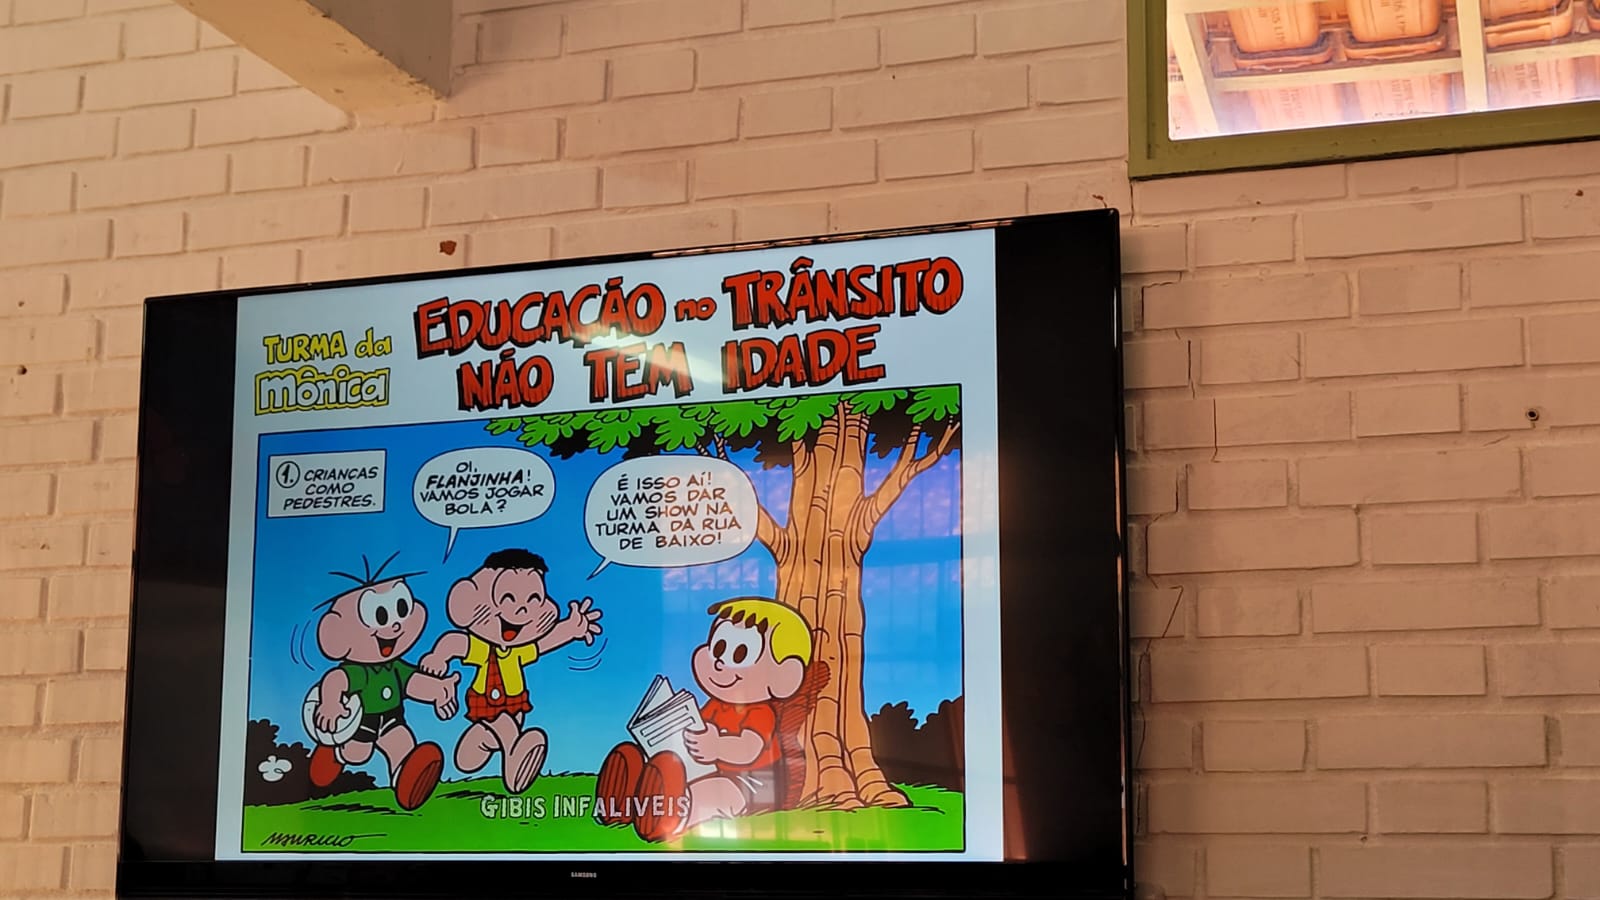 TURMA da
MÔNICA
EDUCAÇÃO no TRÂNSITO
NÃO TEM IDADE
1. CRIANÇAS
COMO
PEDESTRES.
OI,
FLANJINHA!
VAMOS JOGAR
BOLA?
É ISSO AÍ!
VAMOS DAR
UM SHOW NA
TURMA DA RUA
DE BAIXO!
GIBIS INFALIVEIS
MAURICIO
SAMSUNG